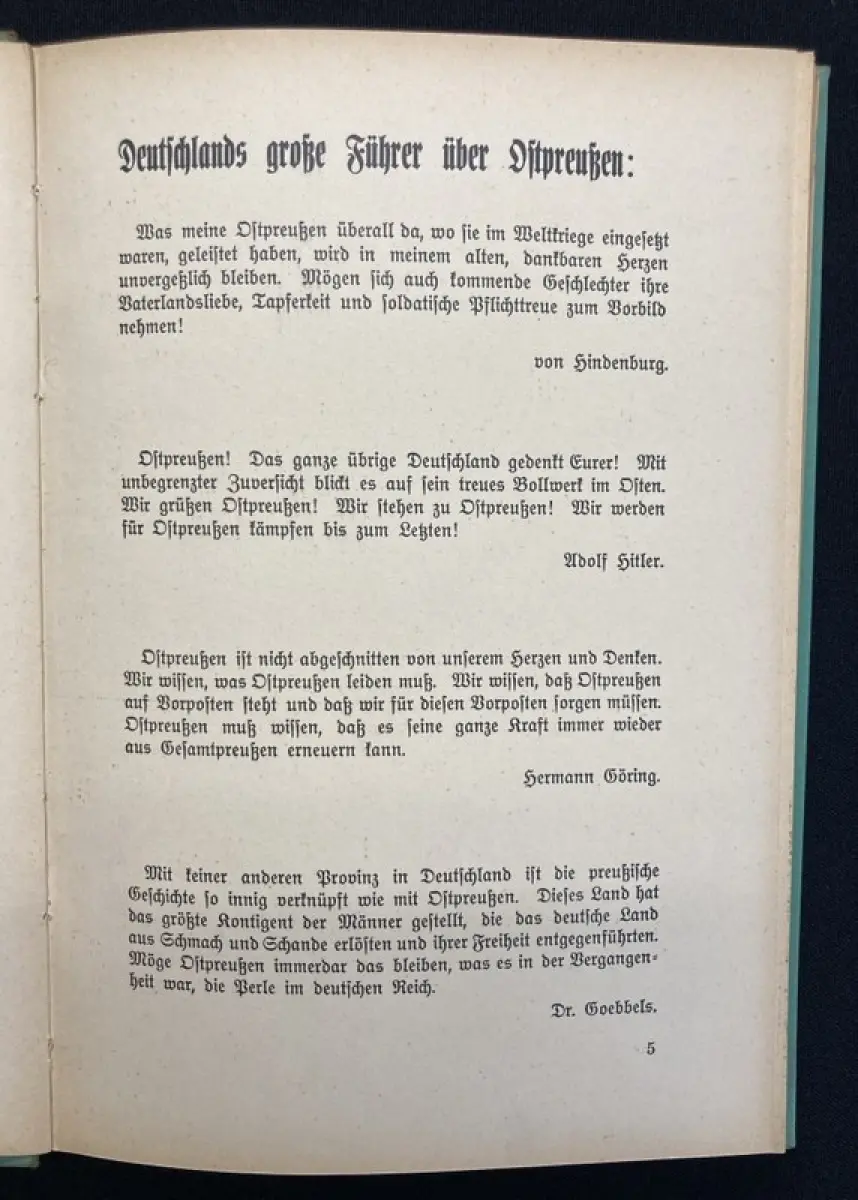 Deutschlands große Führer über Ostpreußen:
Was meine Ostpreußen überall da, wo sie im Weltkriege eingesetzt
waren, geleistet haben, wird in meinem alten, dankbaren Herzen
unvergeßlich bleiben. Mögen sich auch kommende Geschlechter ihre
Vaterlandsliebe, Tapferkeit und soldatische Pflichttreue zum Vorbild
nehmen!
von Hindenburg.
Ostpreußen! Das ganze übrige Deutschland gedenkt Eurer! Mit
unbegrenzter Zuversicht blickt es auf sein treues Bollwerk im Osten.
Wir grüßen Ostpreußen! Wir stehen zu Ostpreußen! Wir werden
für Ostpreußen kämpfen bis zum Letzten!
Adolf Hitler.
Ostpreußen ist nicht abgeschnitten von unserem Herzen und Denken.
Wir wissen, was Ostpreußen leiden muß. Wir wissen, daß Ostpreußen
auf Vorposten steht und daß wir für diesen Vorposten sorgen müssen.
Ostpreußen muß wissen, daß es seine ganze Kraft immer wieder
aus Gesamtpreußen erneuern kann.
Hermann Göring.
Mit keiner anderen Provinz in Deutschland ist die preußische
Geschichte so innig verknüpft wie mit Ostpreußen. Dieses Land hat
das größte Kontigent der Männer gestellt, die das deutsche Land
aus Schmach und Schande erlösten und ihrer Freiheit entgegenführten.
Möge Ostpreußen immerdar das bleiben, was es in der Vergangen-
heit war, die Perle im deutschen Reich.
Dr. Goebbels.
5